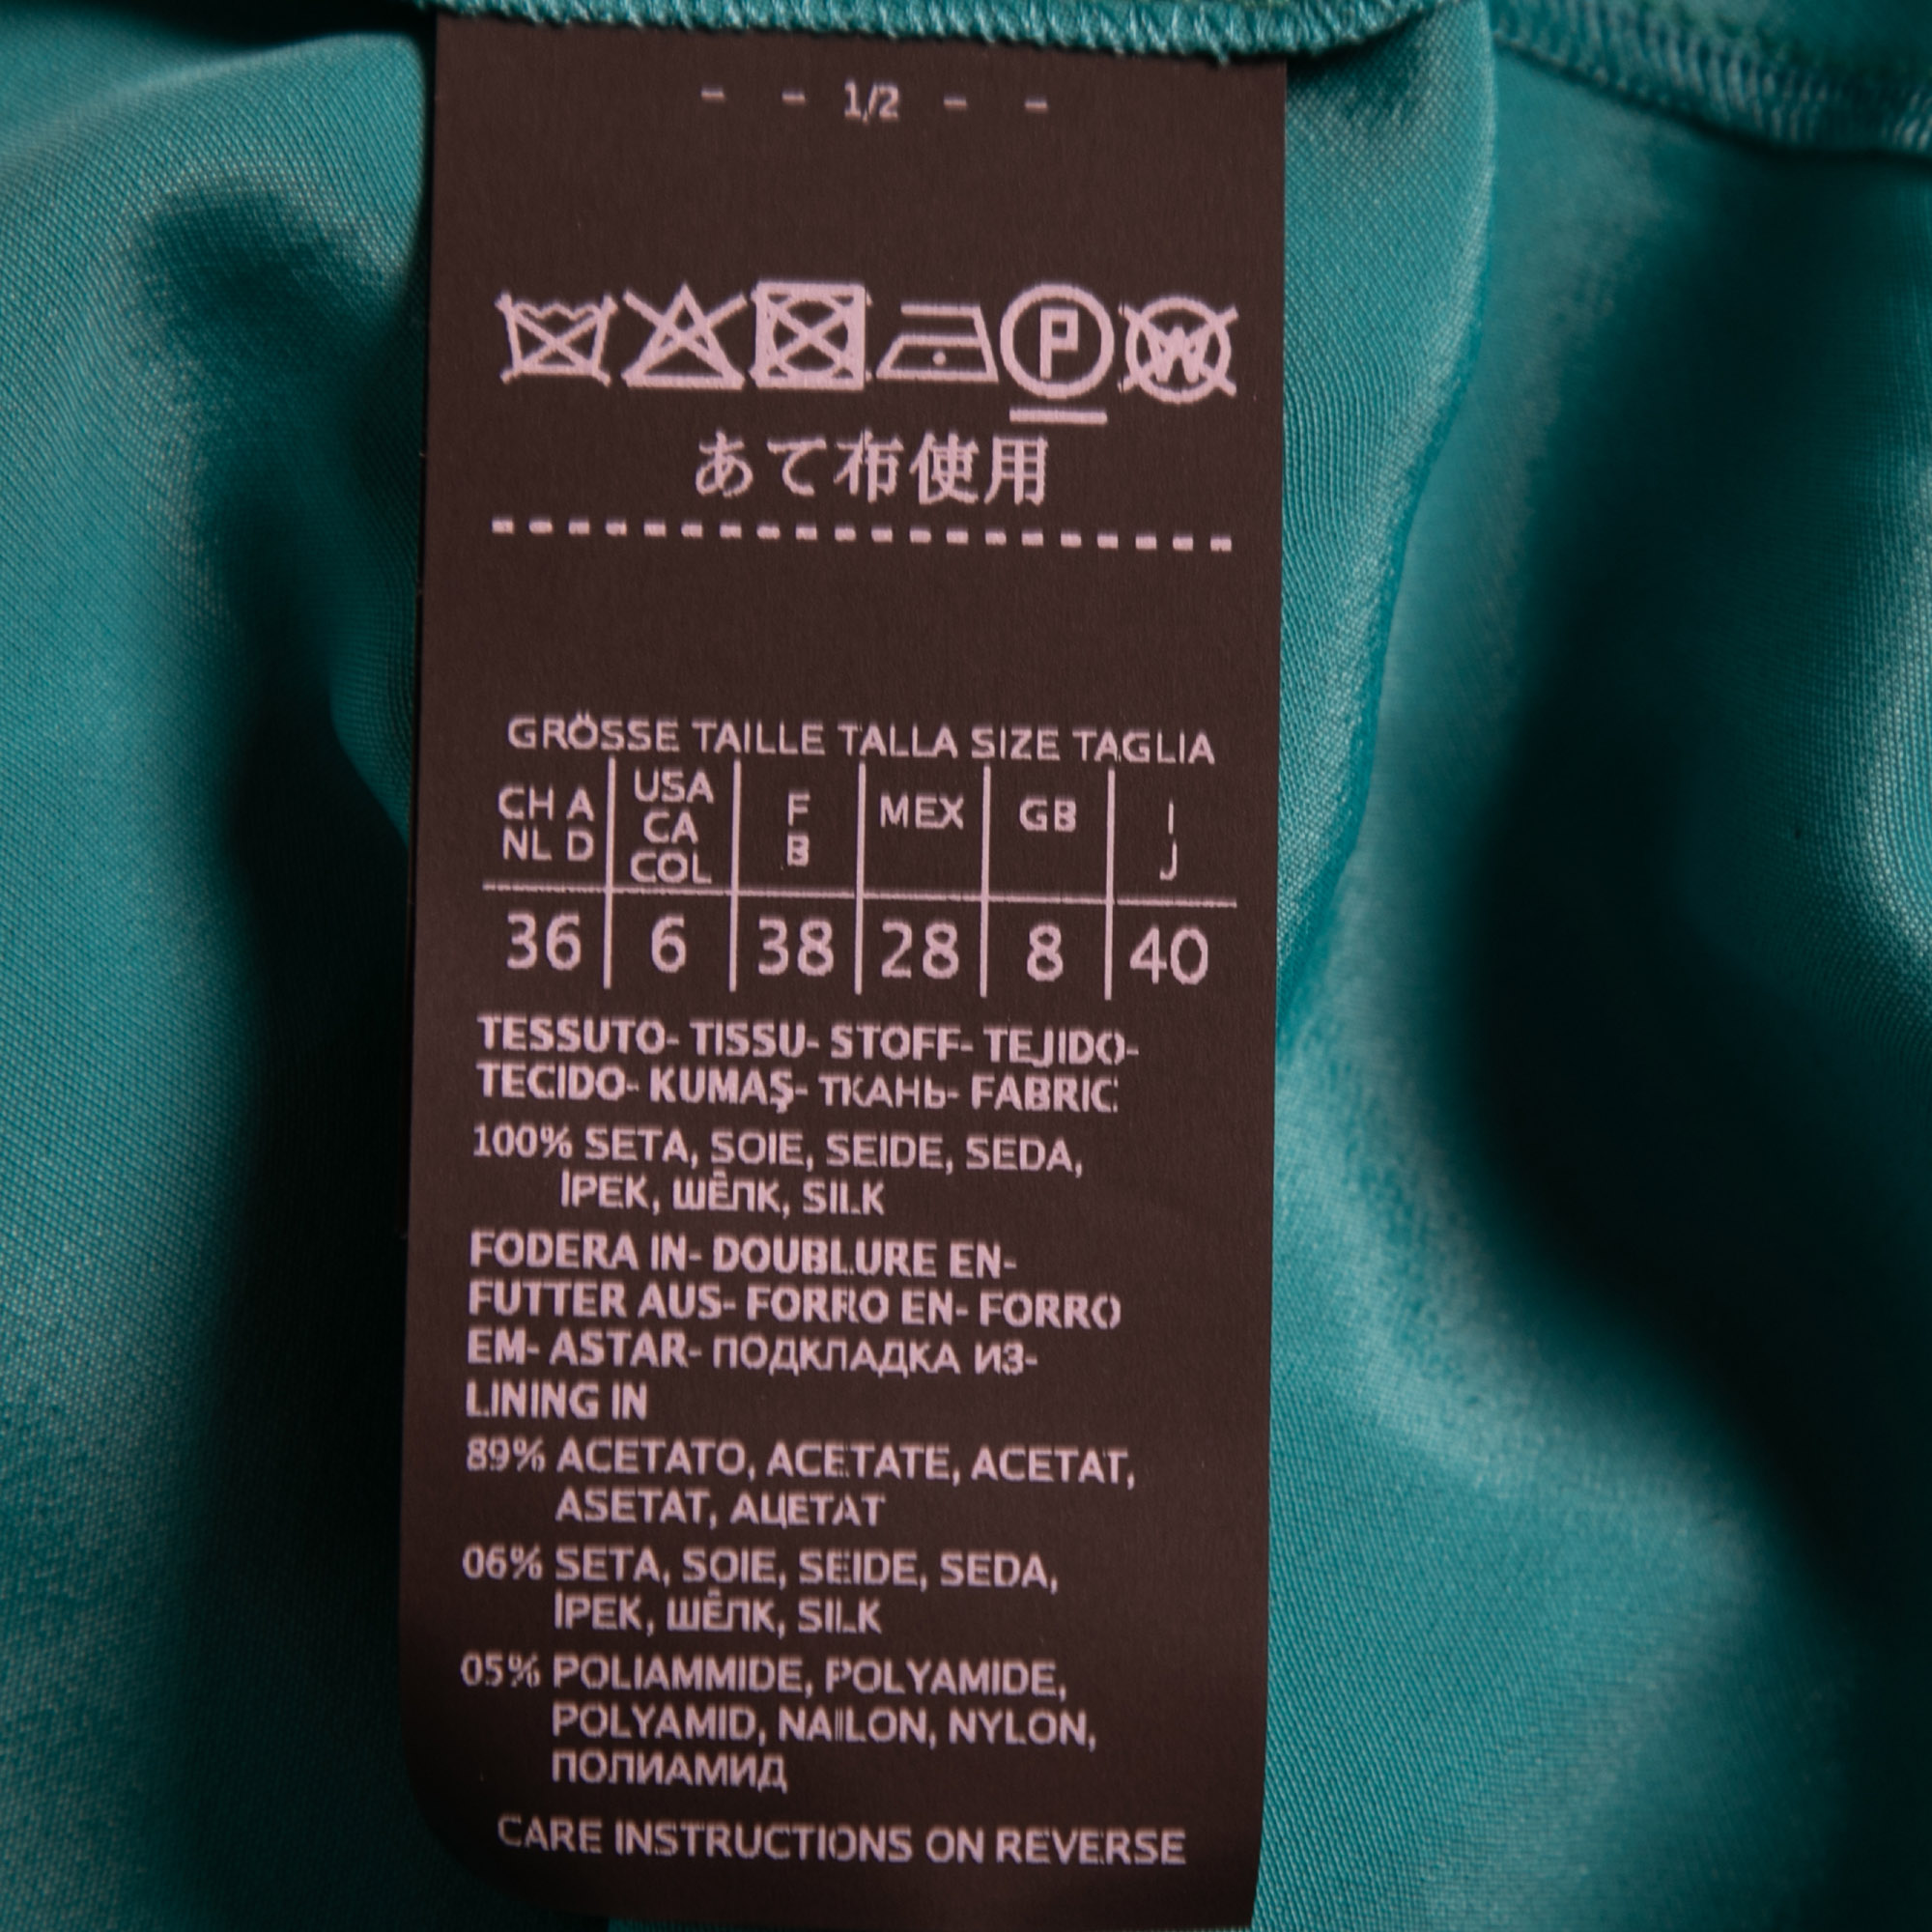 - - 1/2 - -
P W
あて布使用
GRÖSSE TAILLE TALLA SIZE TAGLIA
CH A NL D | USA CA COL | F B | MEX | GB | I J
36 | 6 | 38 | 28 | 8 | 40
TESSUTO- TISSU- STOFF- TEJIDO-
TECIDO- KUMAŞ- ТКАНЬ- FABRIC:
100% SETA, SOIE, SEIDE, SEDA,
İPEK, ШЁЛК, SILK
FODERA IN- DOUBLURE EN-
FUTTER AUS- FORRO EN- FORRO
EM- ASTAR- ПОДКЛАДКА ИЗ-
LINING IN
89% ACETATO, ACETATE, ACETAT,
ASETAT, АЦЕТАТ
06% SETA, SOIE, SEIDE, SEDA,
İPEK, ШЁЛК, SILK
05% POLIAMMIDE, POLYAMIDE,
POLYAMID, NAILON, NYLON,
ПОЛИАМИД
CARE INSTRUCTIONS ON REVERSE